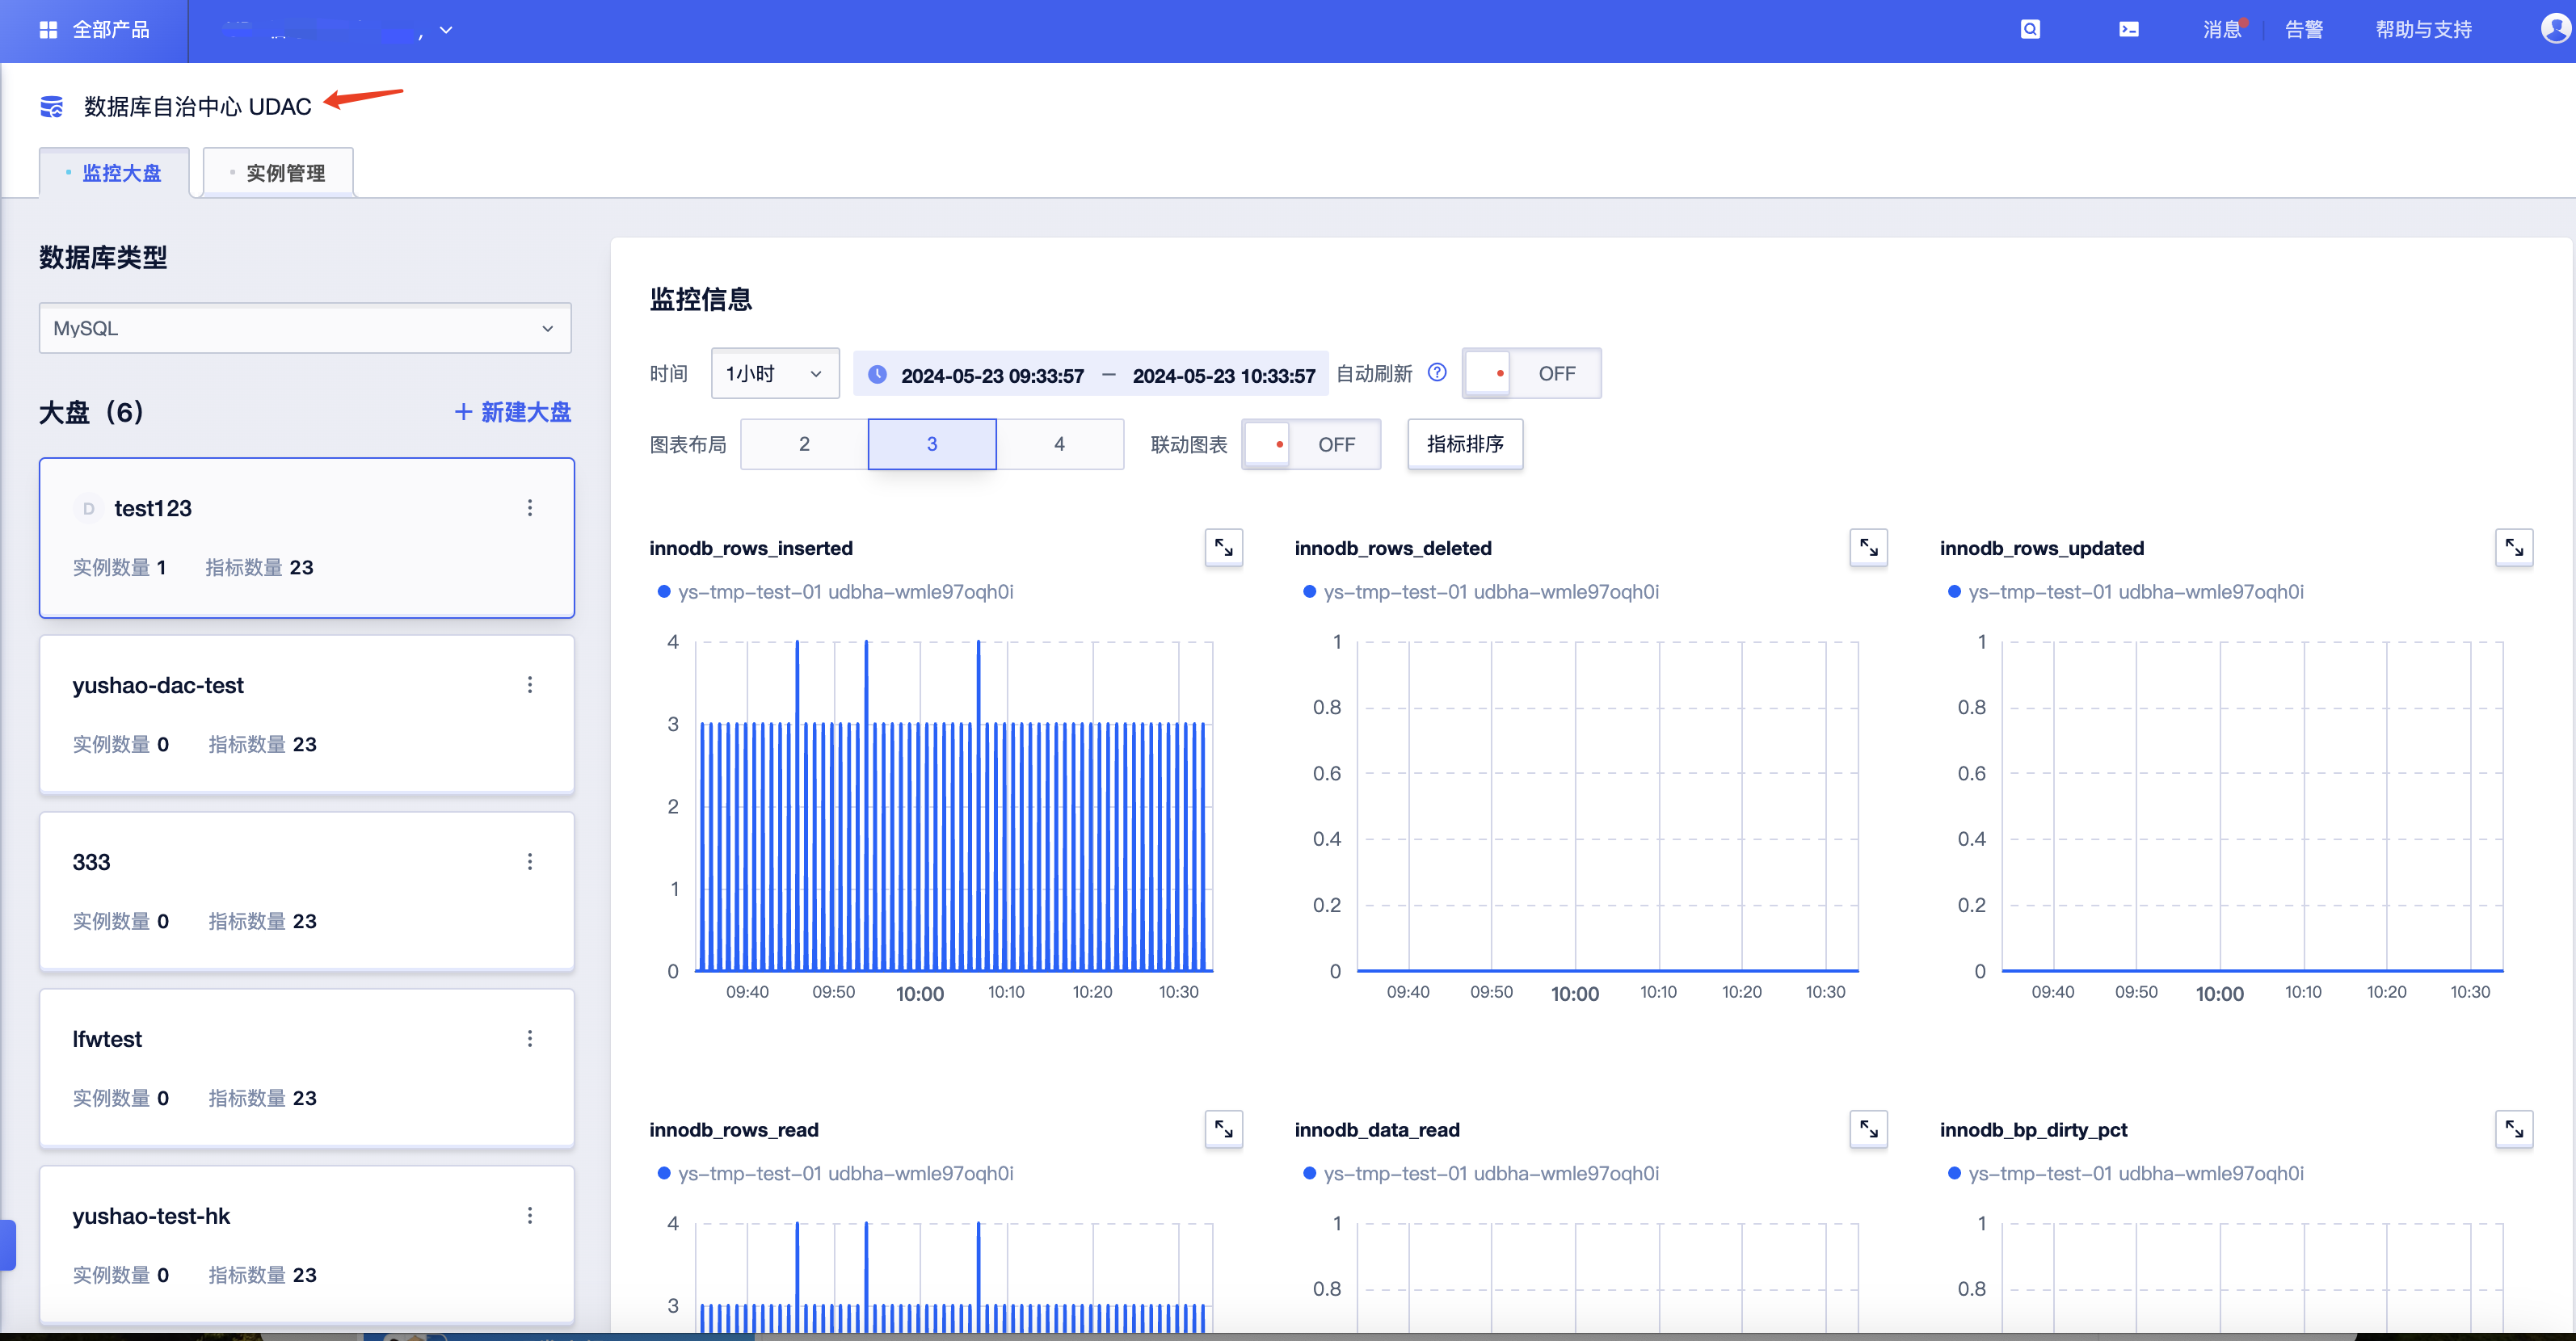 全部产品
消息
告警
帮助与支持
数据库自治中心 UDAC
监控大盘
实例管理
数据库类型
MySQL
大盘（6）
+ 新建大盘
D test123
实例数量 1 指标数量 23
yushao-dac-test
实例数量 0 指标数量 23
333
实例数量 0 指标数量 23
lfwtest
实例数量 0 指标数量 23
yushao-test-hk
实例数量 0 指标数量 23
监控信息
时间 1小时 2024-05-23 09:33:57 — 2024-05-23 10:33:57 自动刷新 ? OFF
图表布局 2 3 4 联动图表 OFF 指标排序
innodb_rows_inserted
ys-tmp-test-01 udbha-wmle97oqh0i
4
3
2
1
0
09:40 09:50 10:00 10:10 10:20 10:30
innodb_rows_deleted
ys-tmp-test-01 udbha-wmle97oqh0i
1
0.8
0.6
0.4
0.2
0
09:40 09:50 10:00 10:10 10:20 10:30
innodb_rows_updated
ys-tmp-test-01 udbha-wmle97oqh0i
1
0.8
0.6
0.4
0.2
0
09:40 09:50 10:00 10:10 10:20 10:30
innodb_rows_read
ys-tmp-test-01 udbha-wmle97oqh0i
4
3
innodb_data_read
ys-tmp-test-01 udbha-wmle97oqh0i
1
0.8
innodb_bp_dirty_pct
ys-tmp-test-01 udbha-wmle97oqh0i
1
0.8